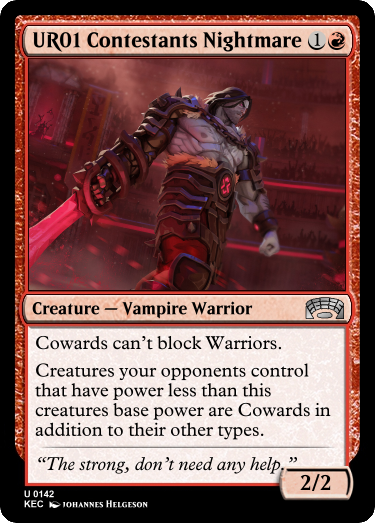 UR01 Contestants Nightmare 1
Creature — Vampire Warrior
Cowards can't block Warriors.
Creatures your opponents control
that have power less than this
creatures base power are Cowards in
addition to their other types.
"The strong, don't need any help."
2/2
U 0142
KEC Johannes Helgeson